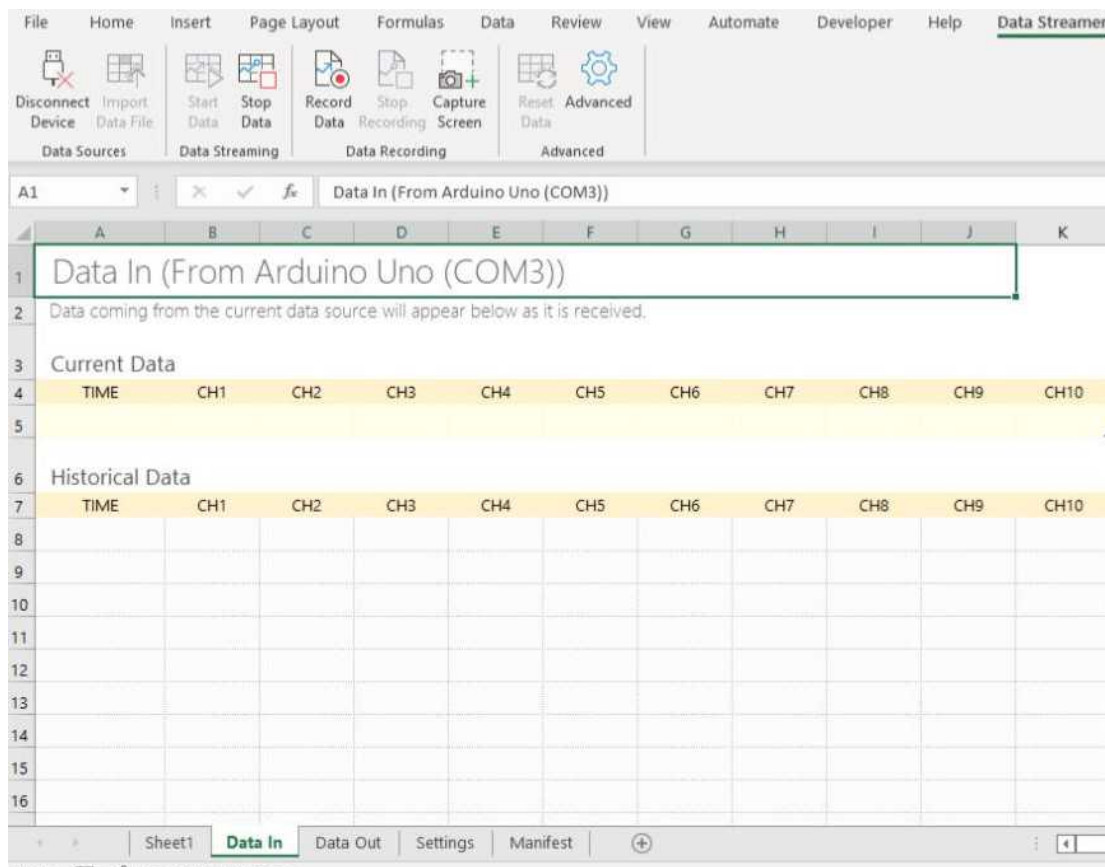 File Home Insert Page Layout Formulas Data Review View Automate Developer Help Data Streamer
Disconnect Import Start Stop Record Stop Capture Reset Advanced
Device Data File Data Data Data Recording Screen Data
Data Sources Data Streaming Data Recording Advanced
A1 fx Data In (From Arduino Uno (COM3))
A B C D E F G H I J K
1 Data In (From Arduino Uno (COM3))
2 Data coming from the current data source will appear below as it is received.
3 Current Data
4 TIME CH1 CH2 CH3 CH4 CH5 CH6 CH7 CH8 CH9 CH10
5
6 Historical Data
7 TIME CH1 CH2 CH3 CH4 CH5 CH6 CH7 CH8 CH9 CH10
8
9
10
11
12
13
14
15
16
Sheet1 Data In Data Out Settings Manifest